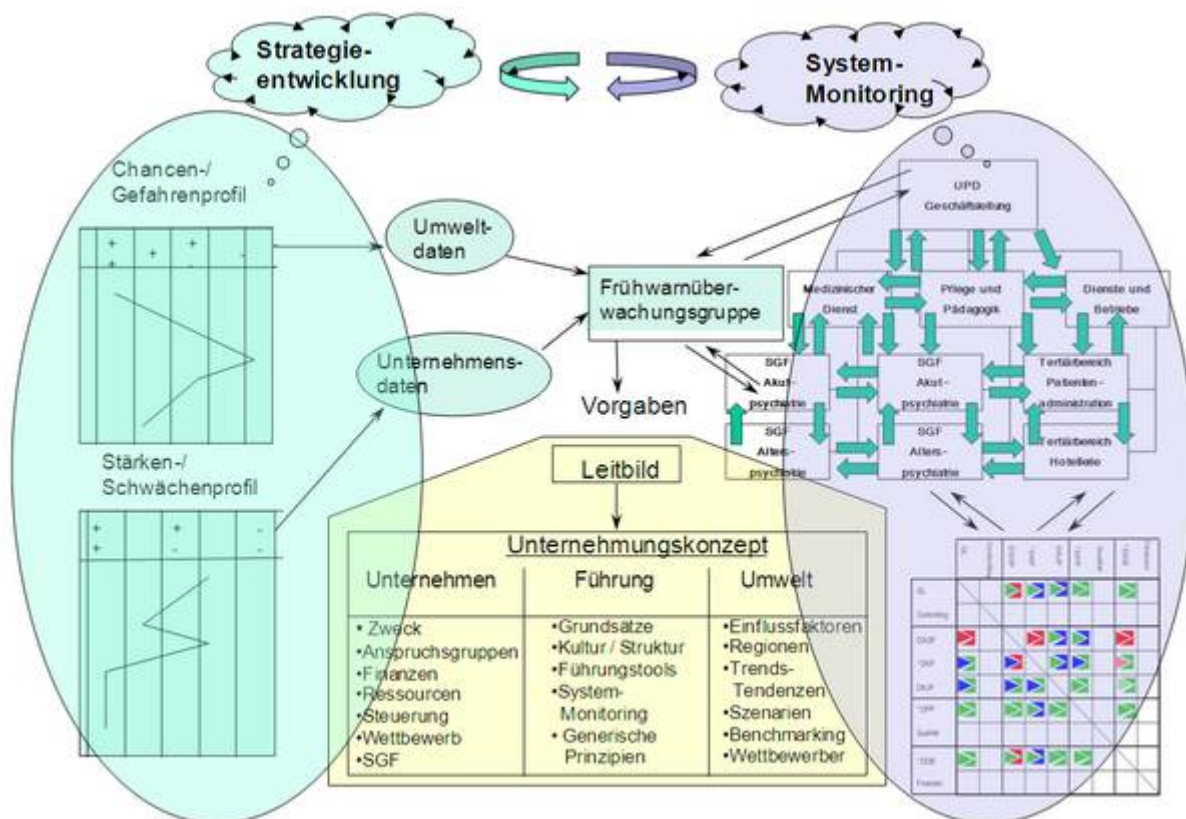 Strategie-
entwicklung
System-
Monitoring
Chancen-/
Gefahrenprofil
+ + -
+
+ -
Umwelt-
daten
Unternehmens-
daten
Frühwarnüber-
wachungsgruppe
Vorgaben
Stärken-/
Schwächenprofil
+ + -
+ - -
UPD
Geschäftsleitung
Medizinischer
Dienst
Pflege und
Pädagogik
Dienste und
Betriebe
SGF
Akut-
psychiatrie
SGF
Akut-
psychiatrie
Tertiärbereich
Patienten-
administration
SGF
Alters-
psychiatrie
SGF
Alters-
psychiatrie
Tertiärbereich
Hotellerie
Leitbild
Unternehmungskonzept
Unternehmen
• Zweck
•Anspruchsgruppen
•Finanzen
•Ressourcen
•Steuerung
•Wettbewerb
•SGF
Führung
•Grundsätze
•Kultur / Struktur
•Führungstools
•System-
Monitoring
• Generische
Prinzipien
Umwelt
•Einflussfaktoren
•Regionen
•Trends-
Tendenzen
•Szenarien
•Benchmarking
•Wettbewerber